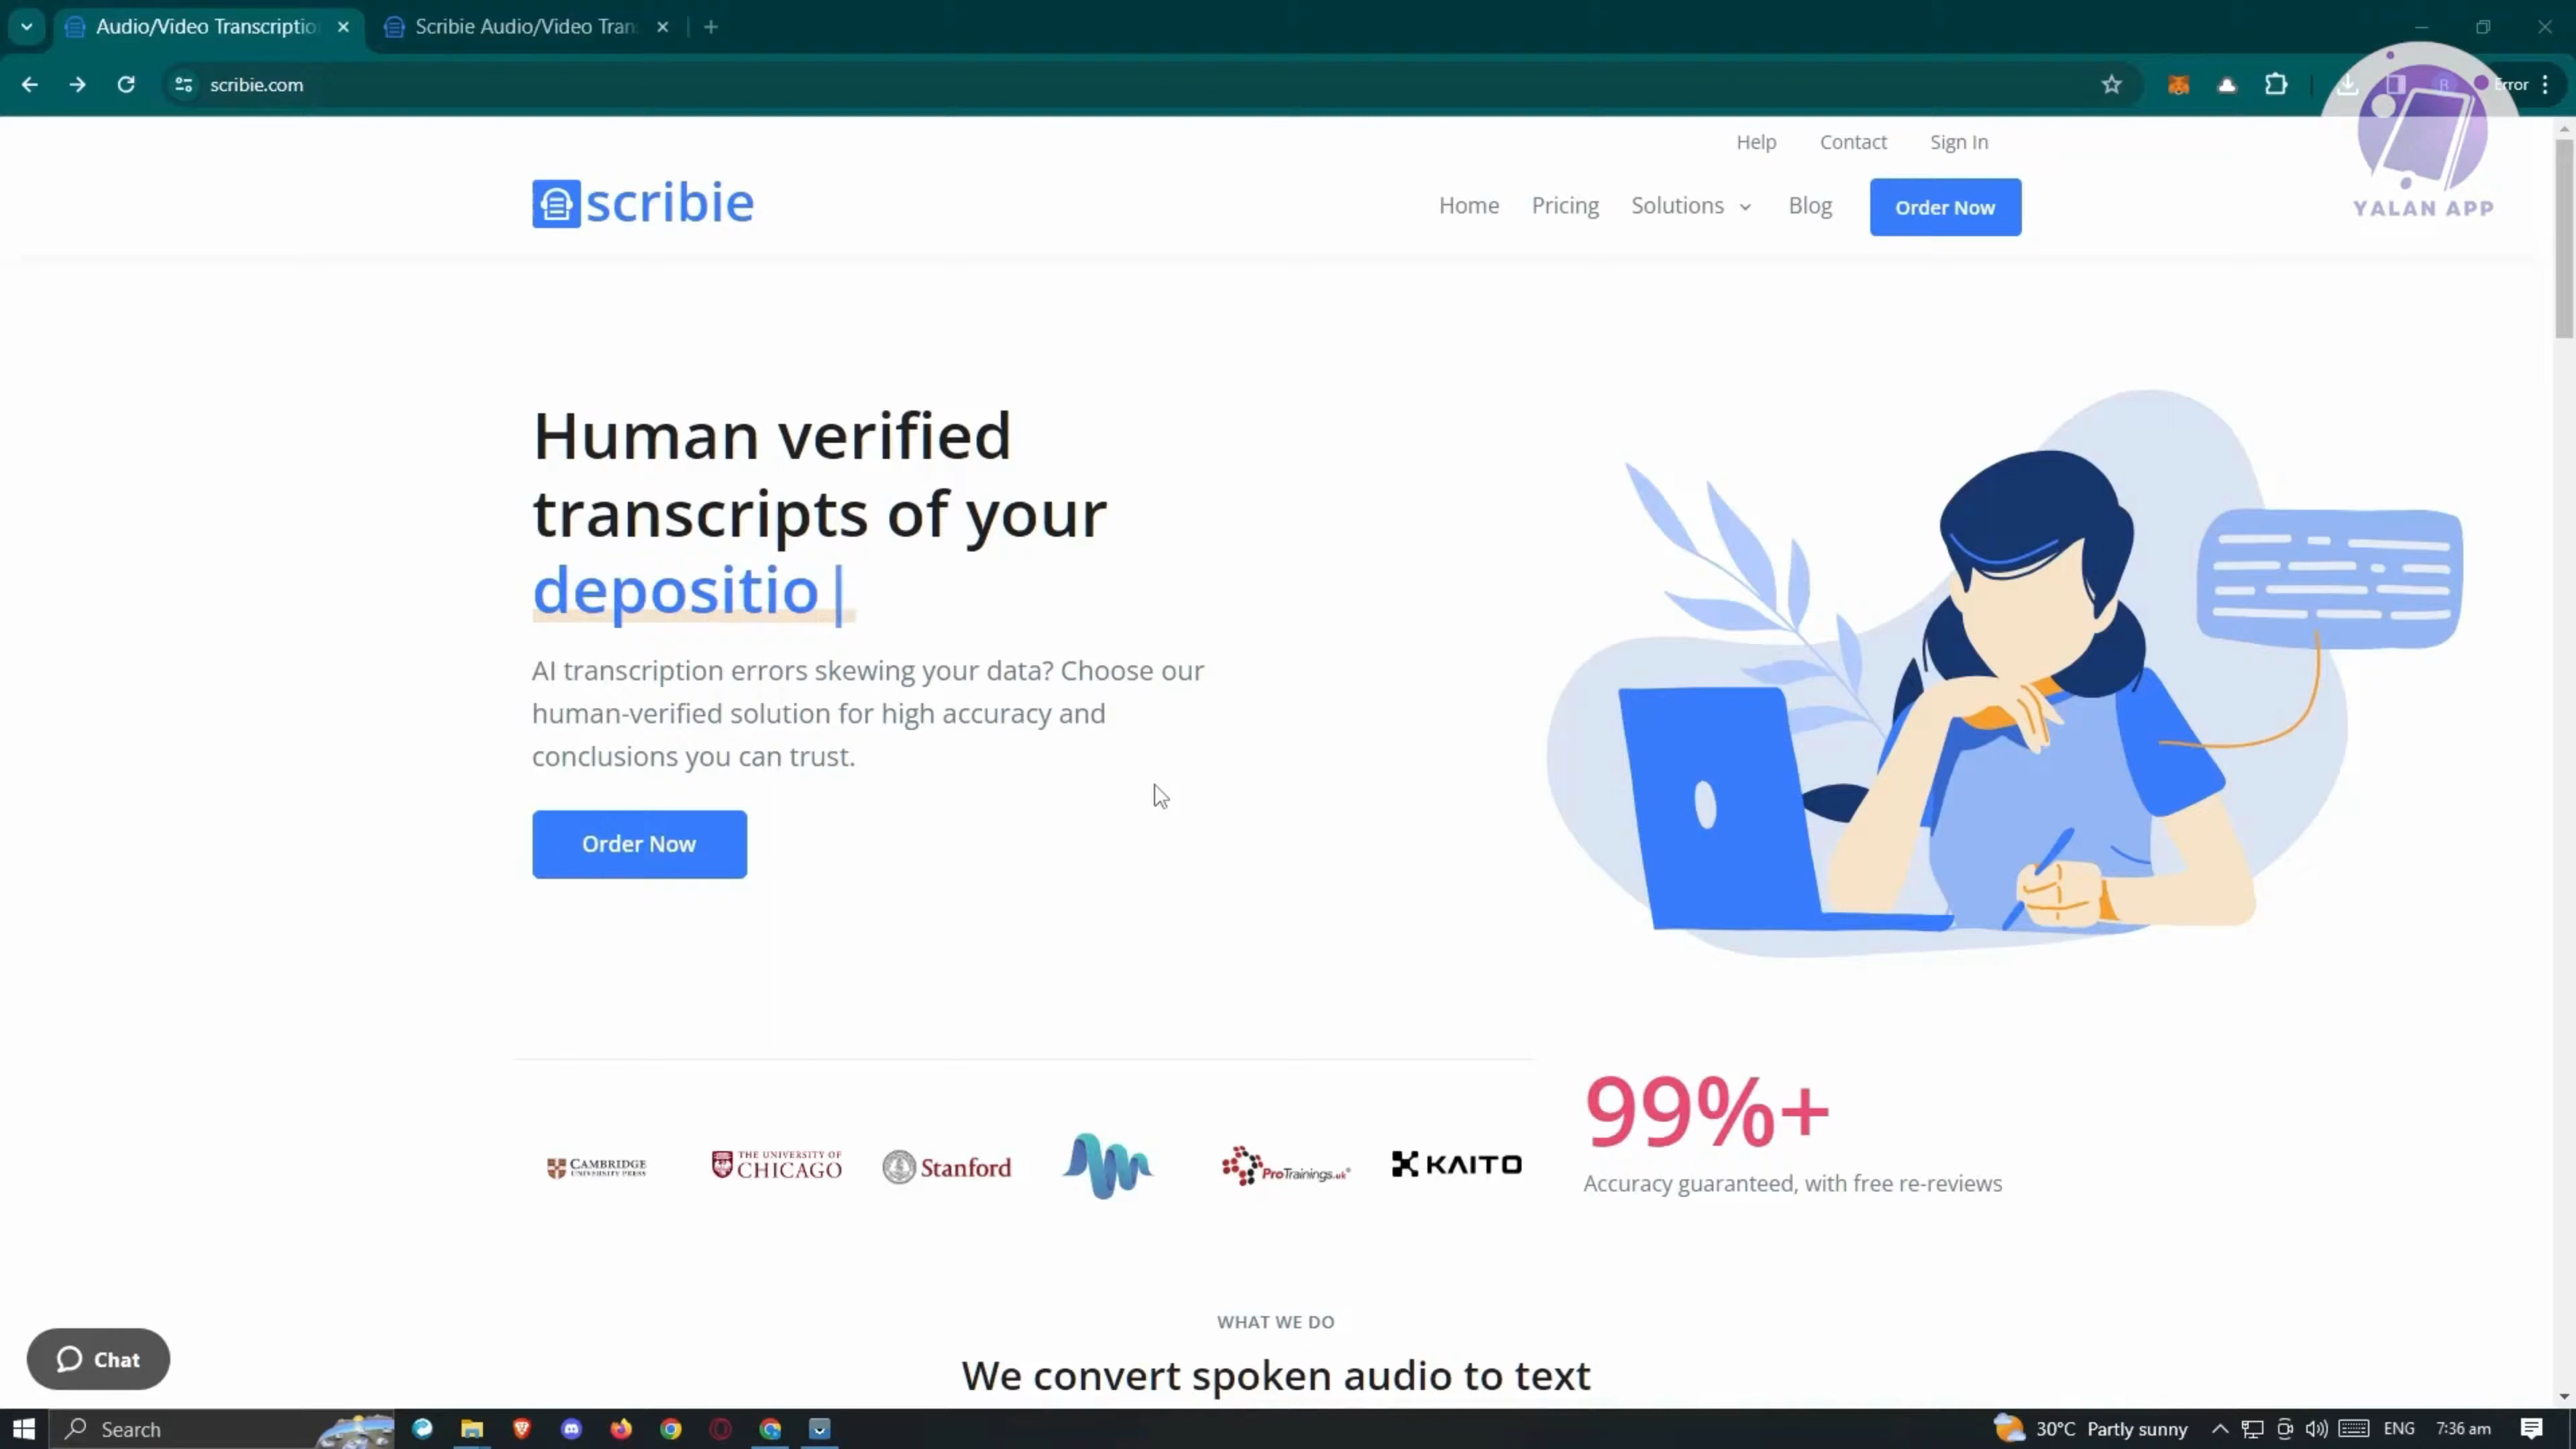 Audio/Video Transcriptio
Scribie Audio/Video Tran
scribie.com
Error
YALAN APP
Help
Contact
Sign In
scribie
Home
Pricing
Solutions
Blog
Order Now
Human verified
transcripts of your
depositio|
AI transcription errors skewing your data? Choose our
human-verified solution for high accuracy and
conclusions you can trust.
Order Now
CAMBRIDGE
UNIVERSITY PRESS
THE UNIVERSITY OF
CHICAGO
Stanford
ProTrainings.uk
KAITO
99%+
Accuracy guaranteed, with free re-reviews
WHAT WE DO
We convert spoken audio to text
Chat
Search
30°C Partly sunny
ENG
7:36 am